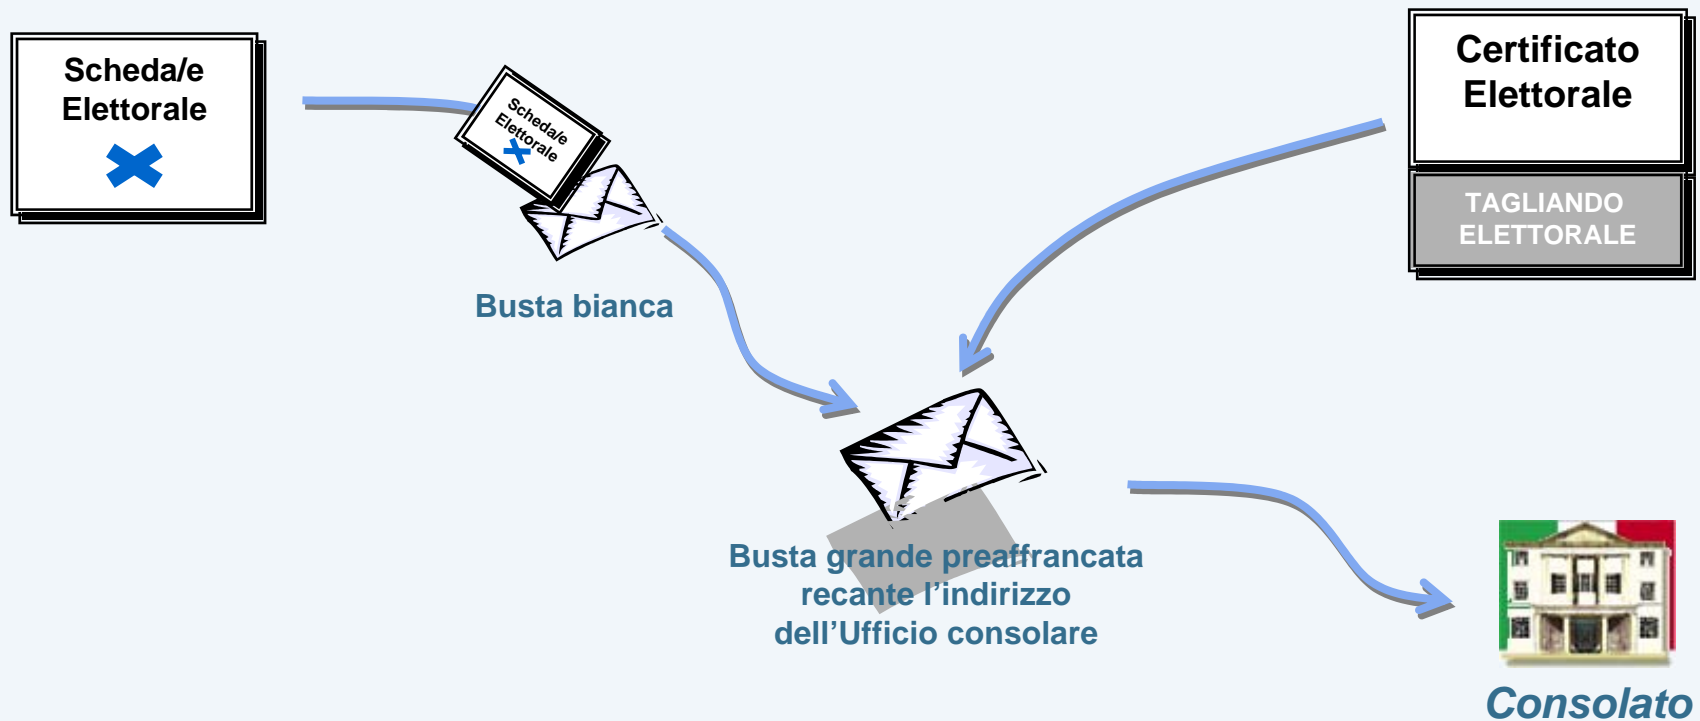 Scheda/e
Elettorale
Scheda/e
Elettorale
Certificato
Elettorale
TAGLIANDO
ELETTORALE
Busta bianca
Busta grande preaffrancata
recante l’indirizzo
dell’Ufficio consolare
Consolato